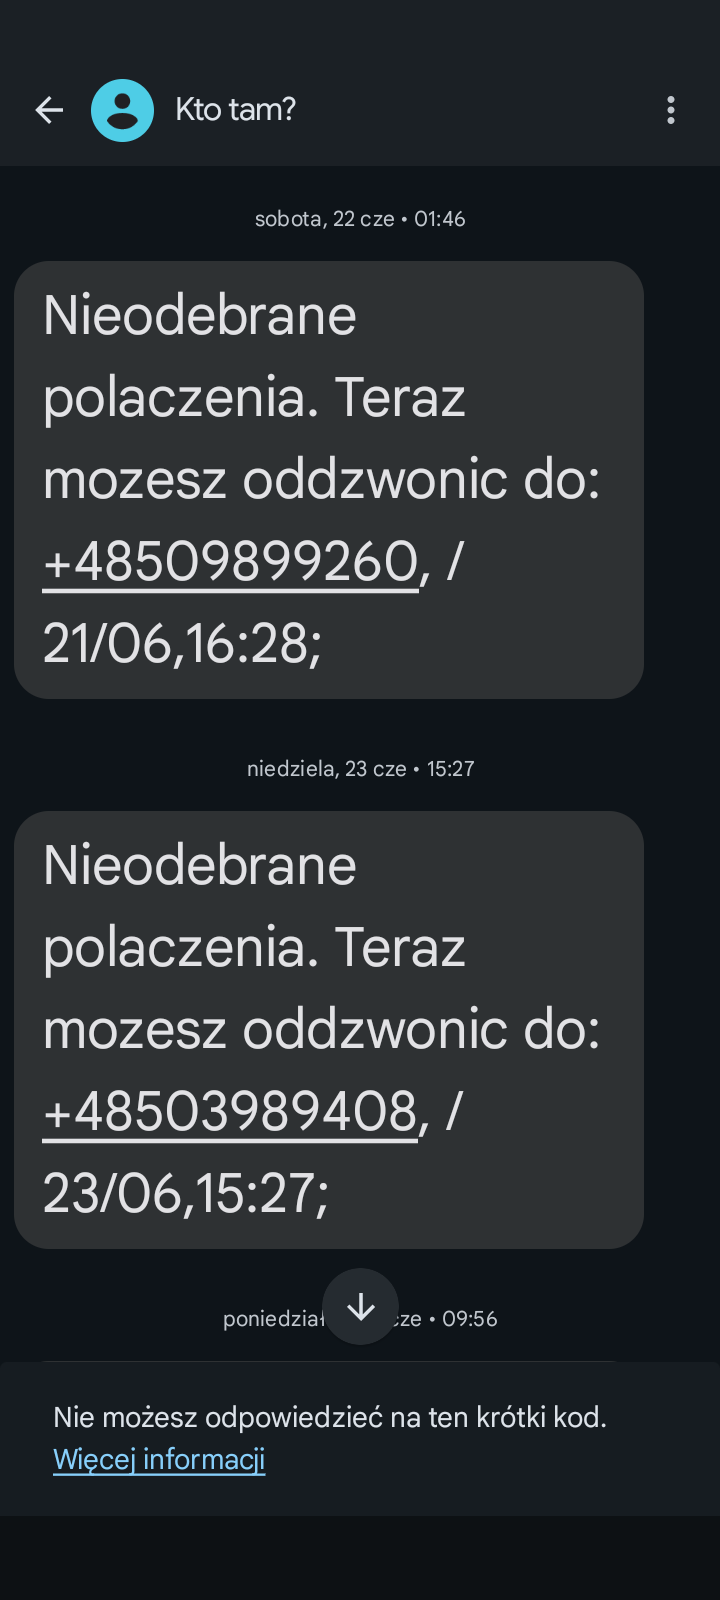 Kto tam?
sobota, 22 cze • 01:46
Nieodebrane
polaczenia. Teraz
mozesz oddzwonic do:
+48509899260, /
21/06,16:28;
niedziela, 23 cze • 15:27
Nieodebrane
polaczenia. Teraz
mozesz oddzwonic do:
+48503989408, /
23/06,15:27;
cze • 09:56
Nie możesz odpowiedzieć na ten krótki kod.
Więcej informacji